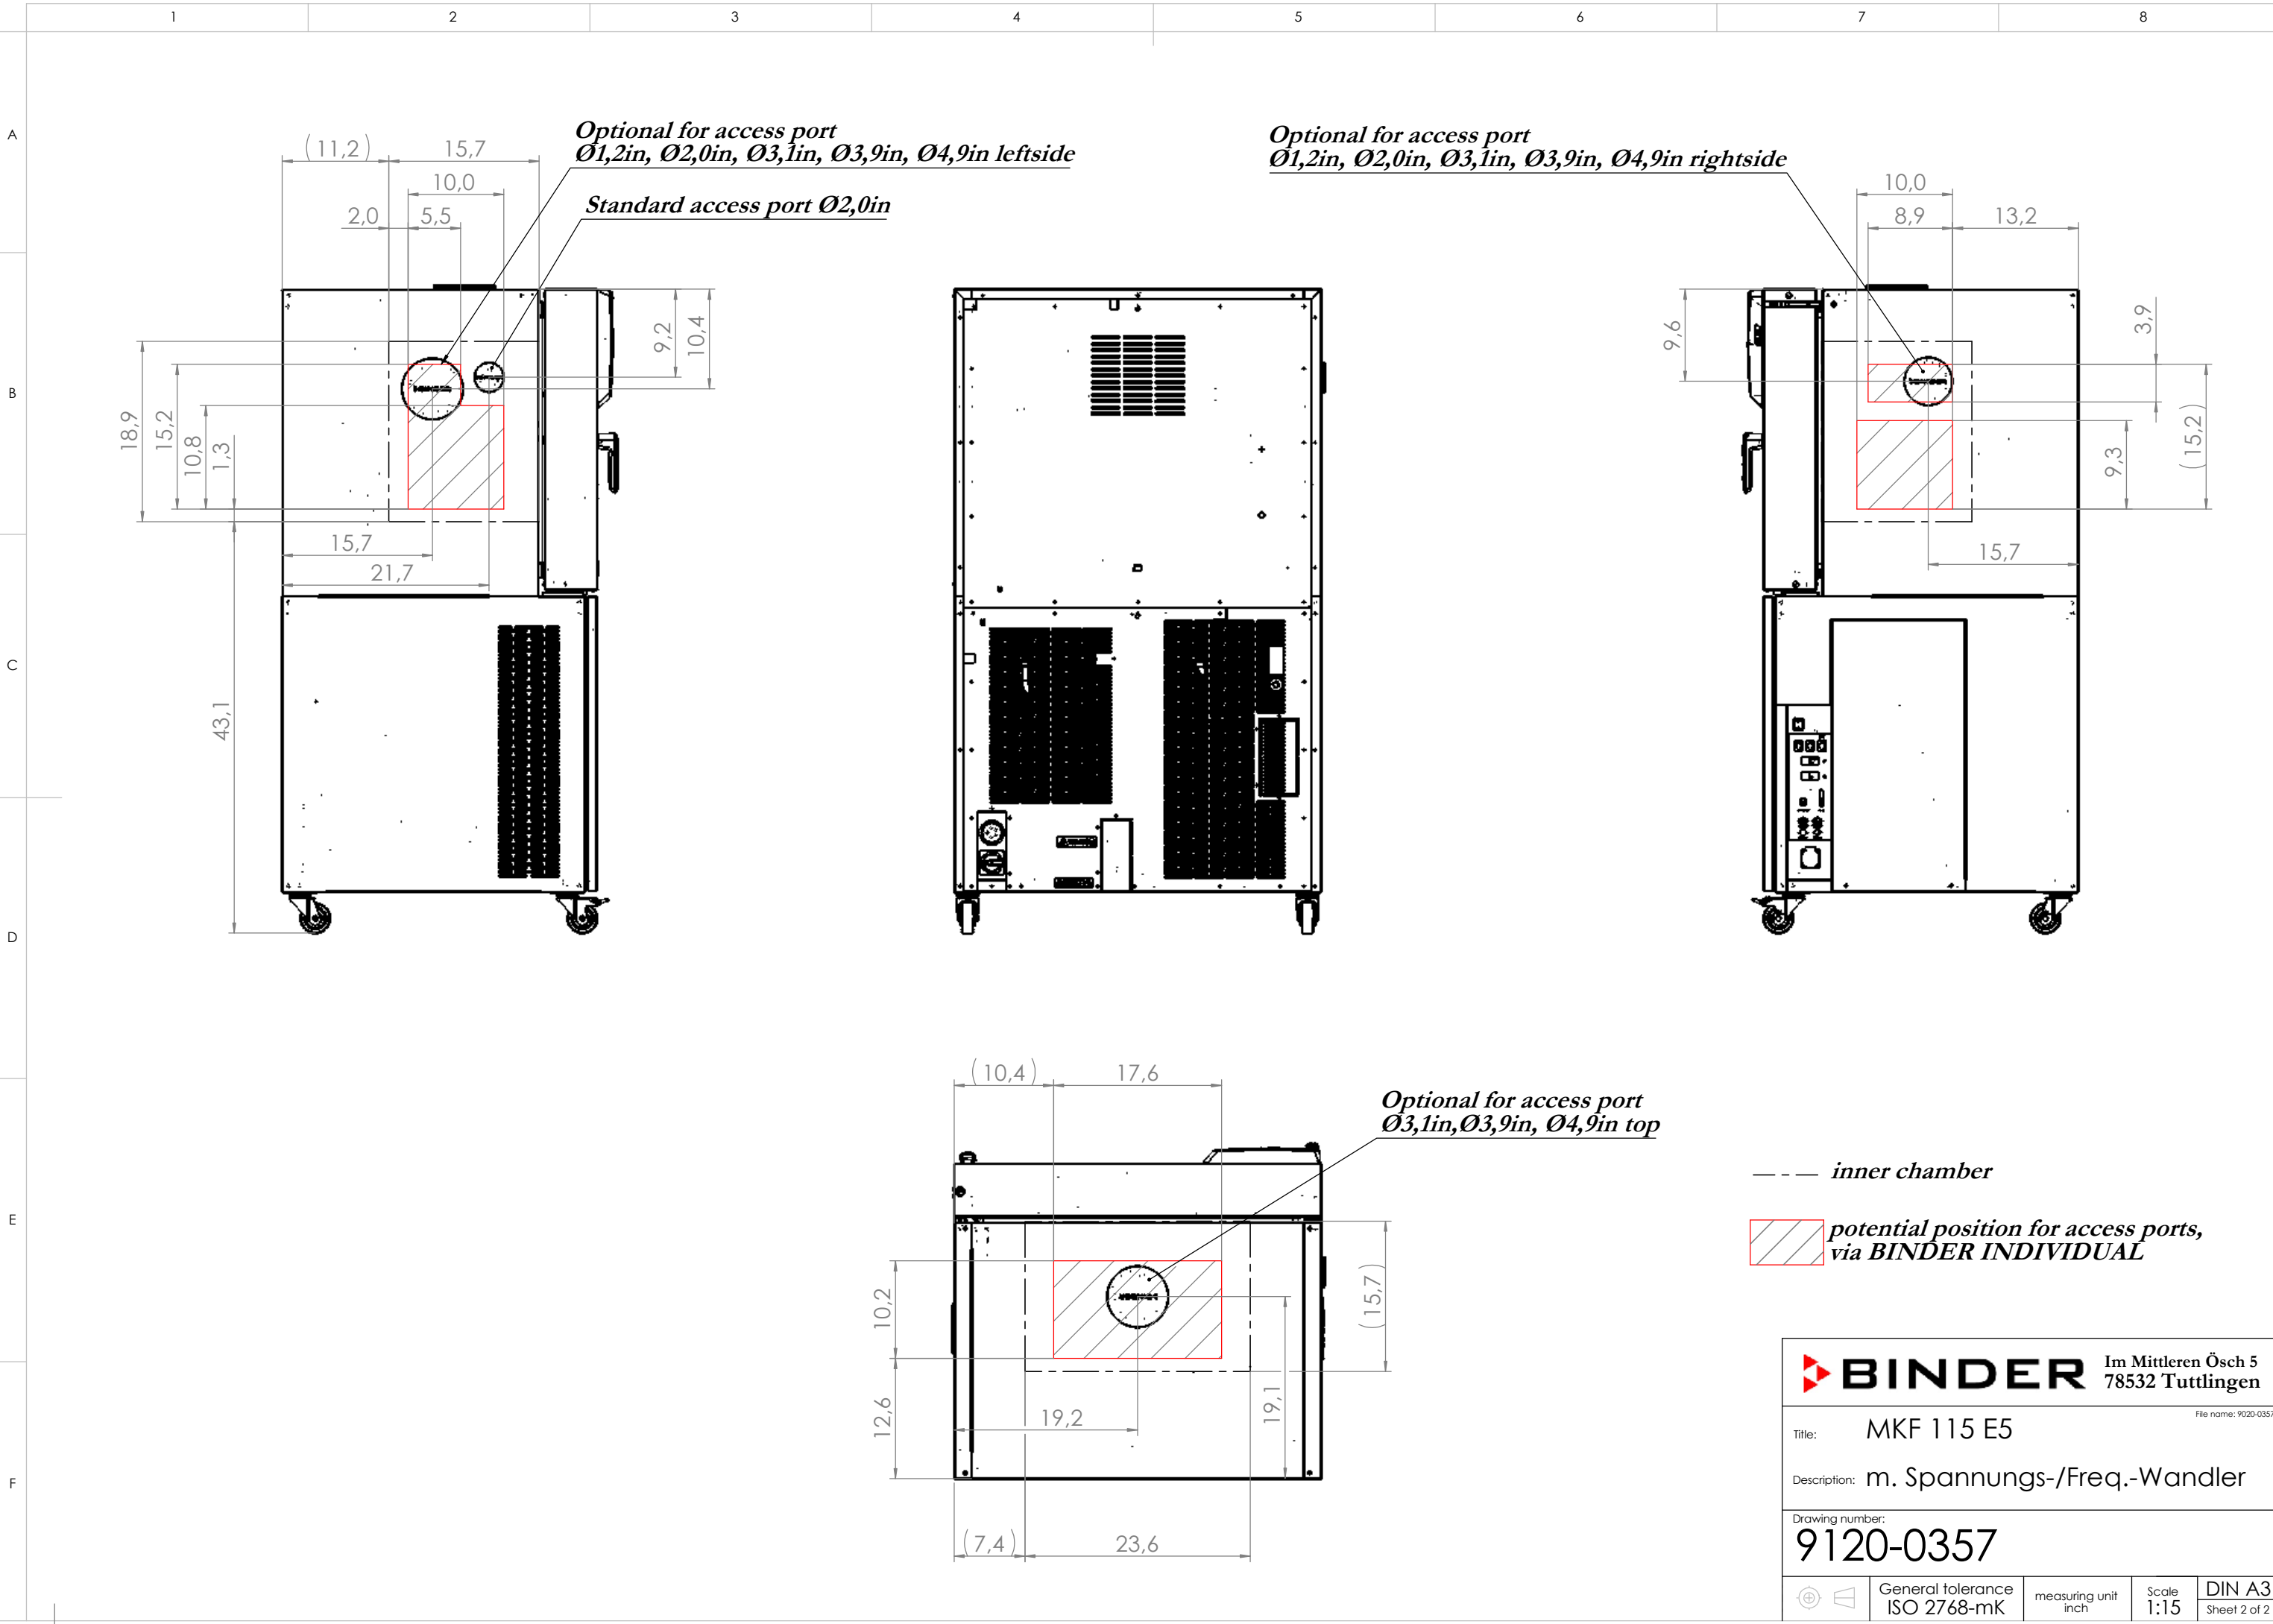 1 2 3 4 5 6 7 8
A
B
C
D
E
F
Optional for access port
Ø1,2in, Ø2,0in, Ø3,1in, Ø3,9in, Ø4,9in leftside
Standard access port Ø2,0in
(11,2) 15,7
10,0
2,0 5,5
9,2
10,4
18,9
15,2
10,8
1,3
15,7
21,7
43,1
Optional for access port
Ø1,2in, Ø2,0in, Ø3,1in, Ø3,9in, Ø4,9in rightside
10,0
8,9 13,2
9,6
3,9
(15,2)
9,3
15,7
(10,4) 17,6
Optional for access port
Ø3,1in,Ø3,9in, Ø4,9in top
10,2
(15,7)
12,6
19,2
19,1
(7,4) 23,6
inner chamber
potential position for access ports,
via BINDER INDIVIDUAL
BINDER
Im Mittleren Ösch 5
78532 Tuttlingen
File name: 9020-0357
Title: MKF 115 E5
Description: m. Spannungs-/Freq.-Wandler
Drawing number:
9120-0357
General tolerance
ISO 2768-mK
measuring unit
inch
Scale
1:15
DIN A3
Sheet 2 of 2